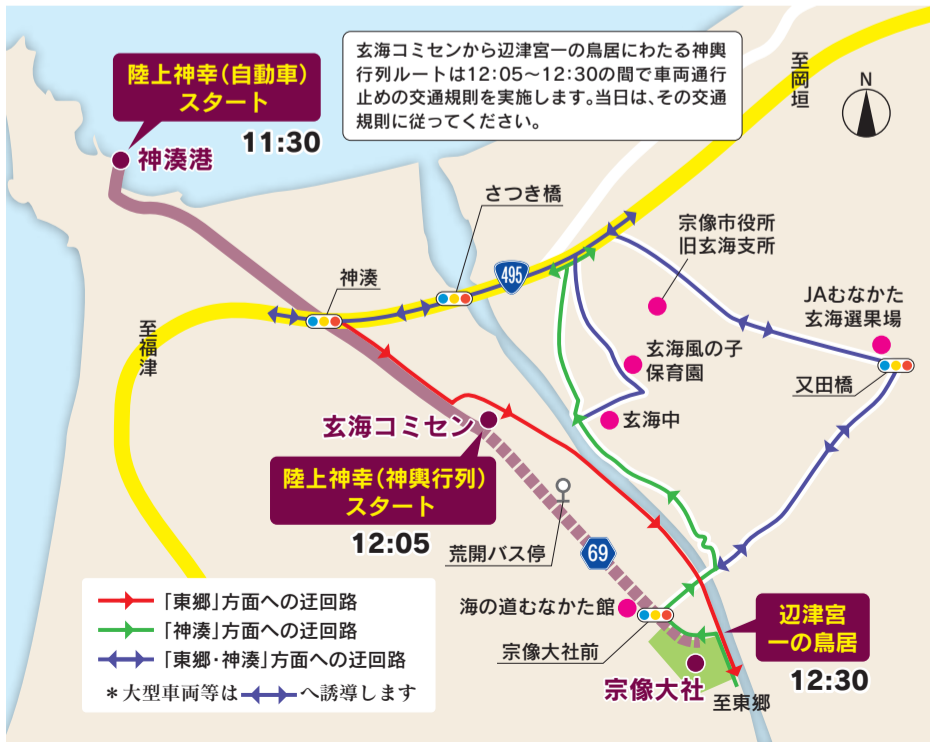 陸上神幸（自動車）
スタート
11:30
神湊港
玄海コミセンから辺津宮一の鳥居にわたる神輿
行列ルートは12：05～12：30の間で車両通行
止めの交通規則を実施します。当日は、その交通
規則に従ってください。
至岡垣
N
さつき橋
495
宗像市役所
旧玄海支所
神湊
JAむなかた
玄海選果場
至福津
玄海風の子
保育園
又田橋
玄海コミセン
玄海中
陸上神幸（神輿行列）
スタート
12:05
荒開バス停
69
海の道むなかた館
宗像大社前
辺津宮
一の鳥居
12:30
宗像大社
至東郷
「東郷」方面への迂回路
「神湊」方面への迂回路
「東郷・神湊」方面への迂回路
＊大型車両等は へ誘導します